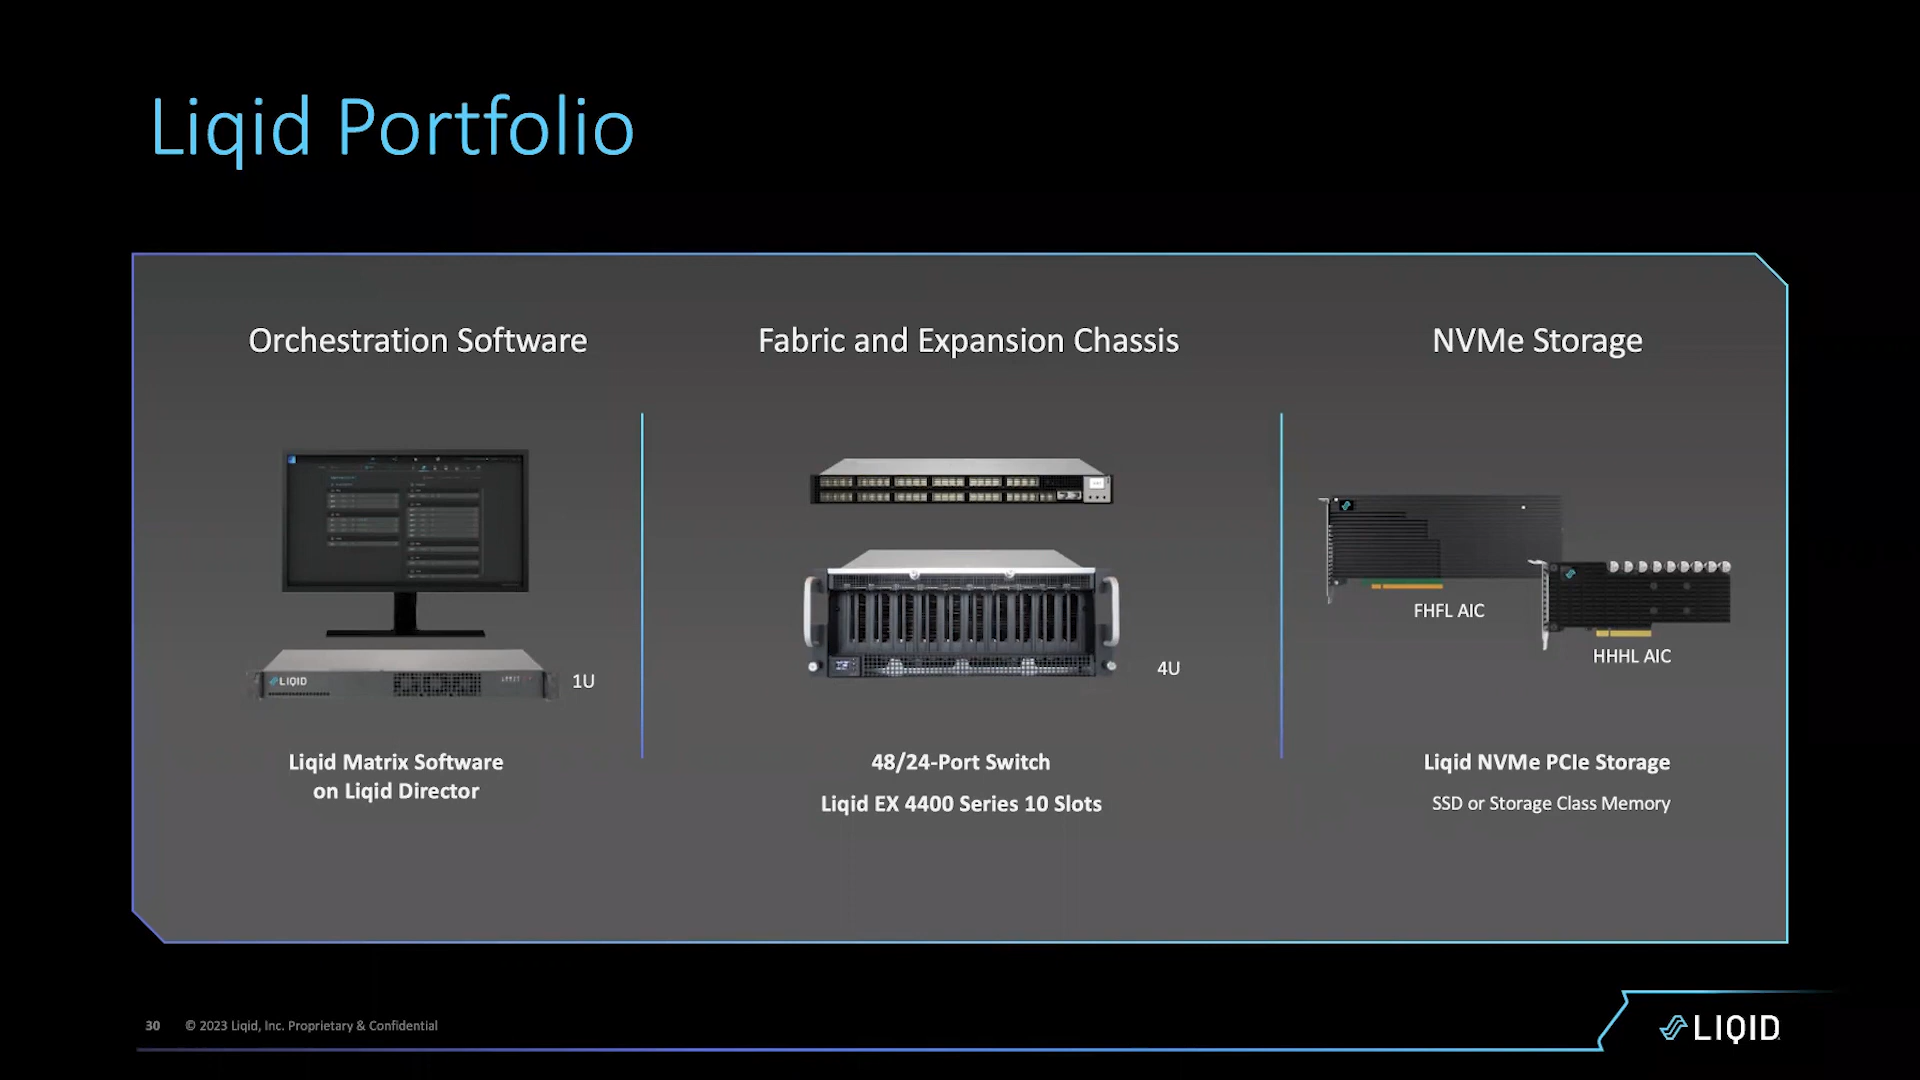 Liqid Portfolio
Orchestration Software
Fabric and Expansion Chassis
NVMe Storage
FHFL AIC
HHHL AIC
LIQID
1U
4U
Liqid Matrix Software
on Liqid Director
48/24-Port Switch
Liqid EX 4400 Series 10 Slots
Liqid NVMe PCIe Storage
SSD or Storage Class Memory
30 © 2023 Liqid, Inc. Proprietary & Confidential
LIQID